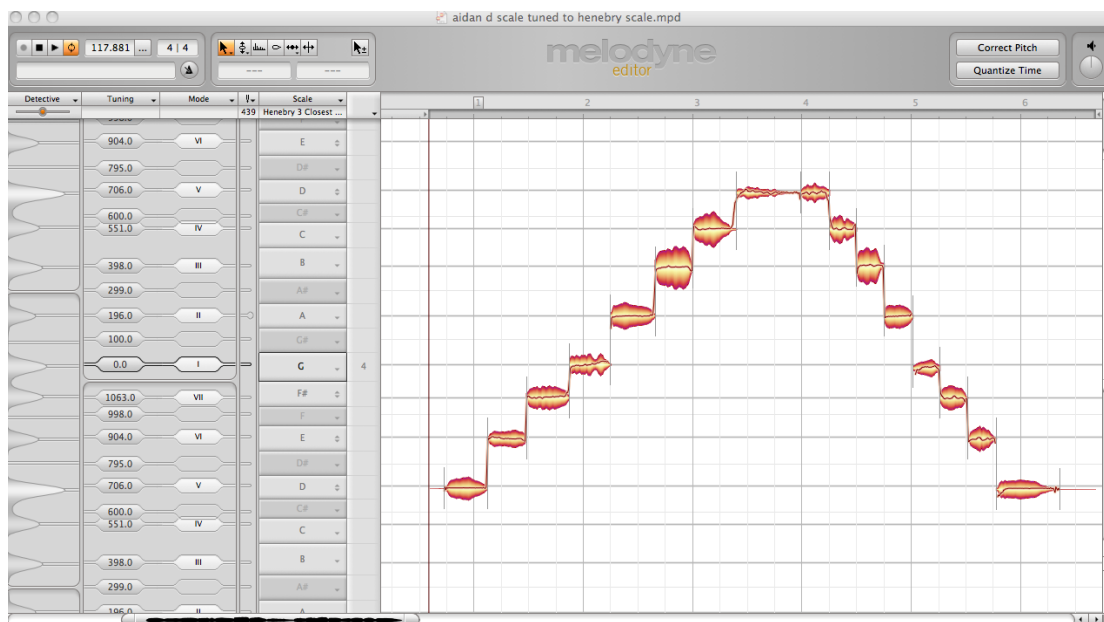 aidan d scale tuned to henebry scale.mpd
117.881 ... 4 | 4
--- ---
melodyne
editor
Correct Pitch
Quantize Time
Detective Tuning Mode Scale
439 Henebry 3 Closest ...
1 2 3 4 5 6
904.0 VI E
795.0 D#
706.0 V D
600.0 C#
551.0 IV C
398.0 III B
299.0 A#
196.0 II A
100.0 G#
0.0 I G 4
1063.0 VII F#
998.0 F
904.0 VI E
795.0 D#
706.0 V D
600.0 C#
551.0 IV C
398.0 III B
299.0 A#
196.0 II A